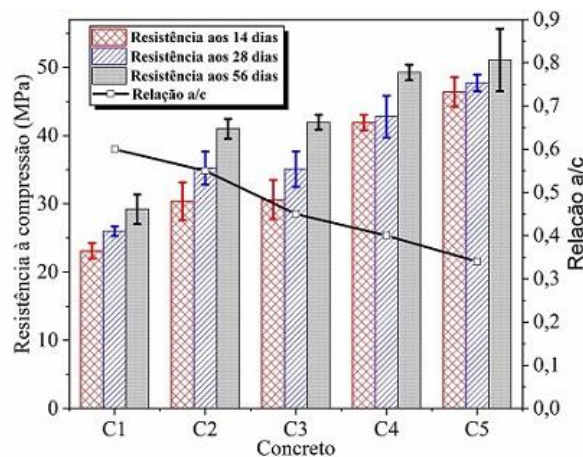 Resistência aos 14 dias
Resistência aos 28 dias
Resistência aos 56 dias
Relação a/c
Resistência à compressão ((MPa)
50
40
30
20
10
0
0,9
0,8
0,7
0,6
0,5
0,4
0,3
0,2
0,1
0,0
Relação a/c
C1 C2 C3 C4 C5
Concreto